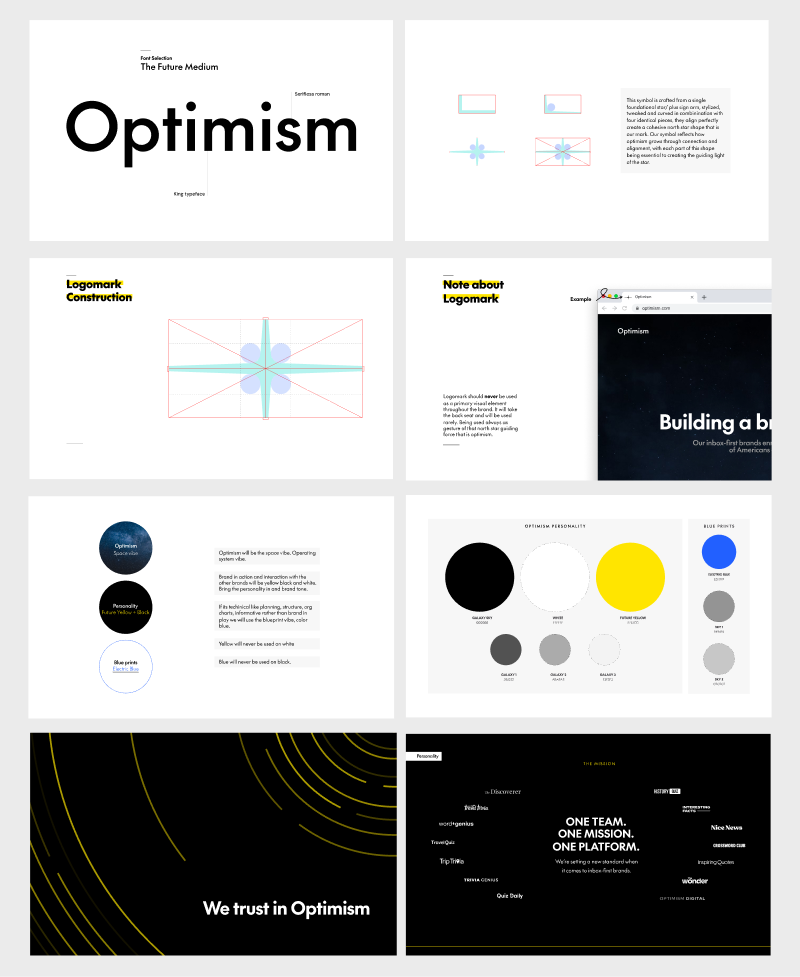 Font Selection
The Future Medium
Serifless roman
Optimism
King typeface
This symbol is crafted from a single
foundational star/ plus sign arm, stylized,
tweaked and curved in combination with
four identical pieces, they align perfectly
create a cohesive north star shape that is
our mark. Our symbol reflects how
optimism grows through connection and
alignment, with each part of this shape
being essential to creating the guiding light
of the star.
Logomark
Construction
Note about
Logomark
Example
Optimism
optimism.com
Optimism
Building a br
Our inbox-first brands en
of Americans
Logomark should never be used
as a primary visual element
throughout the brand. It will take
the back seat and will be used
rarely. Being used always as
gesture of that north star guiding
force that is optimism.
Optimism
Space vibe
Personality
Future Yellow + Black
Blue prints
Electric Blue
Optimism will be the space vibe. Operating
system vibe.
Brand in action and interaction with the
other brands will be yellow black and white.
Bring the personality in and brand tone.
If its techinical like planning, structure, org
charts, informative rather than brand in
play we will use the blueprint vibe, color
blue.
Yellow will never be used on white
Blue will never be used on black.
OPTIMISM PERSONALITY
GALAXY SKY
000000
WHITE
FUTURE YELLOW
GALAXY 1
GALAXY 2
GALAXY 3
BLUE PRINTS
ELECTRIC BLUE
SKY 1
SKY 2
We trust in Optimism
Personality
THE MISSION
The Discoverer
Travel Trivia
word+genius
TravelQuiz
Trip Trivia
TRIVIA GENIUS
Quiz Daily
ONE TEAM.
ONE MISSION.
ONE PLATFORM.
We're setting a new standard when
it comes to inbox-first brands.
HISTORY QUIZ
INTERESTING
FACTS
Nice News
CROSSWORD CLUB
InspiringQuotes
wonder
OPTIMISM DIGITAL